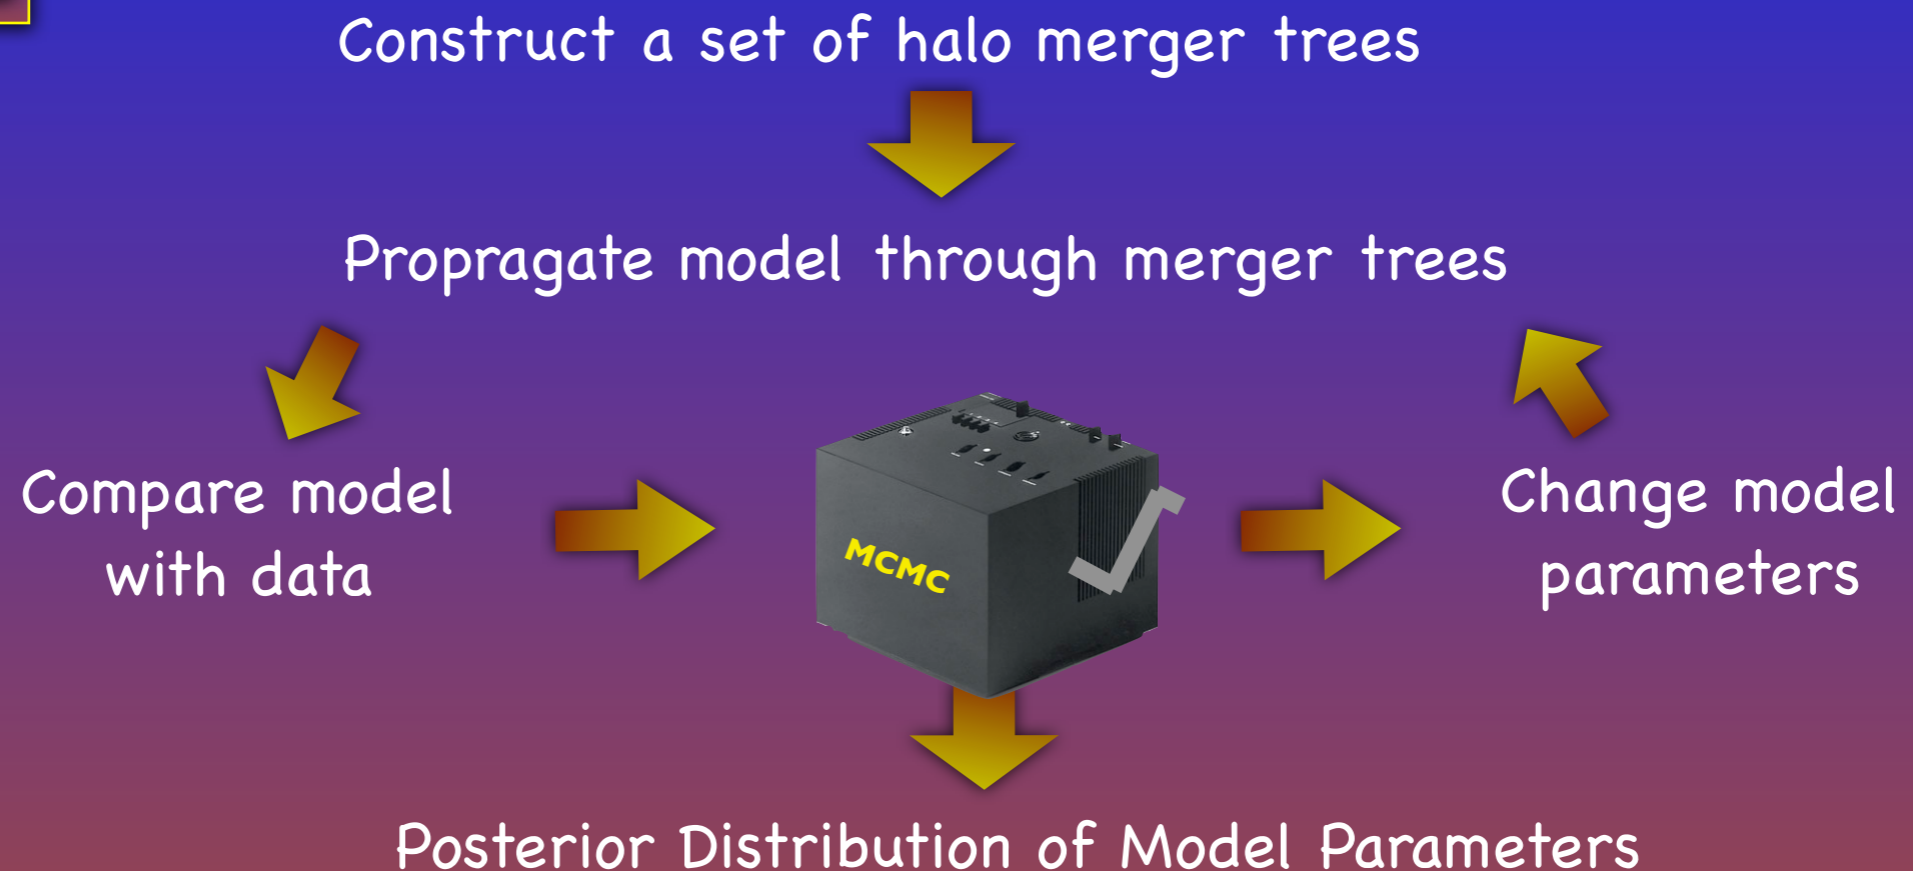 Construct a set of halo merger trees
Propragate model through merger trees
Compare model
with data
MCMC
Change model
parameters
Posterior Distribution of Model Parameters